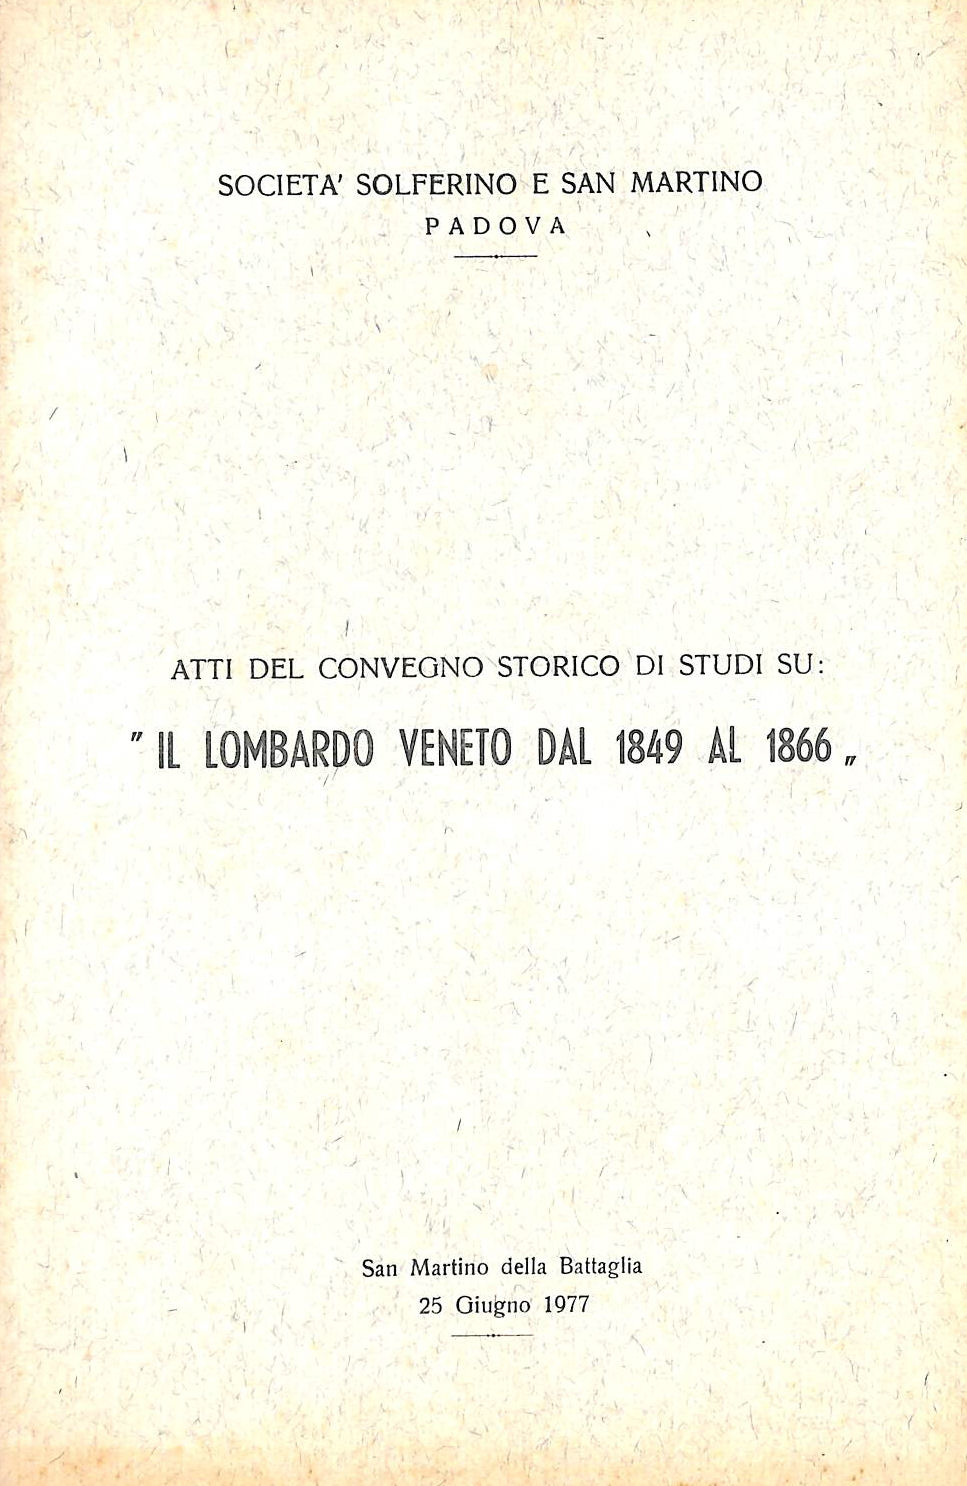 SOCIETA' SOLFERINO E SAN MARTINO
PADOVA
ATTI DEL CONVEGNO STORICO DI STUDI SU:
" IL LOMBARDO VENETO DAL 1849 AL 1866 „
San Martino della Battaglia
25 Giugno 1977